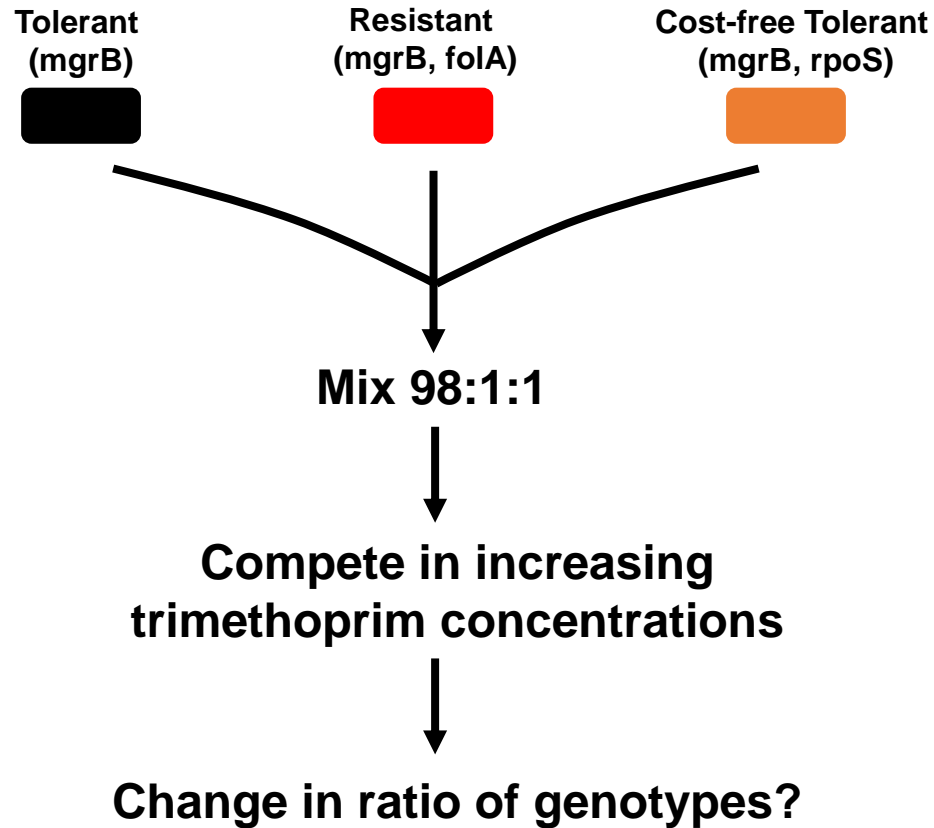 Tolerant
(mgrB)
Resistant
(mgrB, folA)
Cost-free Tolerant
(mgrB, rpoS)
Mix 98:1:1
Compete in increasing
trimethoprim concentrations
Change in ratio of genotypes?